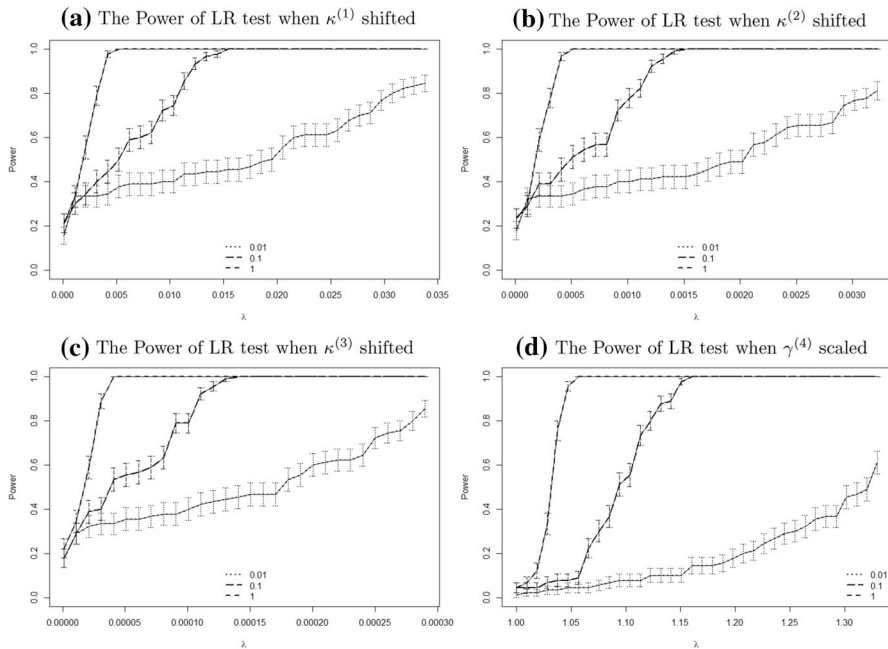 (a) The Power of LR test when κ^(1) shifted
Power
0.0 0.2 0.4 0.6 0.8 1.0
0.01
0.1
1
0.000 0.005 0.010 0.015 0.020 0.025 0.030 0.035
λ
(b) The Power of LR test when κ^(2) shifted
Power
0.0 0.2 0.4 0.6 0.8 1.0
0.01
0.1
1
0.0000 0.0005 0.0010 0.0015 0.0020 0.0025 0.0030
λ
(c) The Power of LR test when κ^(3) shifted
Power
0.0 0.2 0.4 0.6 0.8 1.0
0.01
0.1
1
0.00000 0.00005 0.00010 0.00015 0.00020 0.00025 0.00030
λ
(d) The Power of LR test when γ^(4) scaled
Power
0.0 0.2 0.4 0.6 0.8 1.0
0.01
0.1
1
1.00 1.05 1.10 1.15 1.20 1.25 1.30
λ